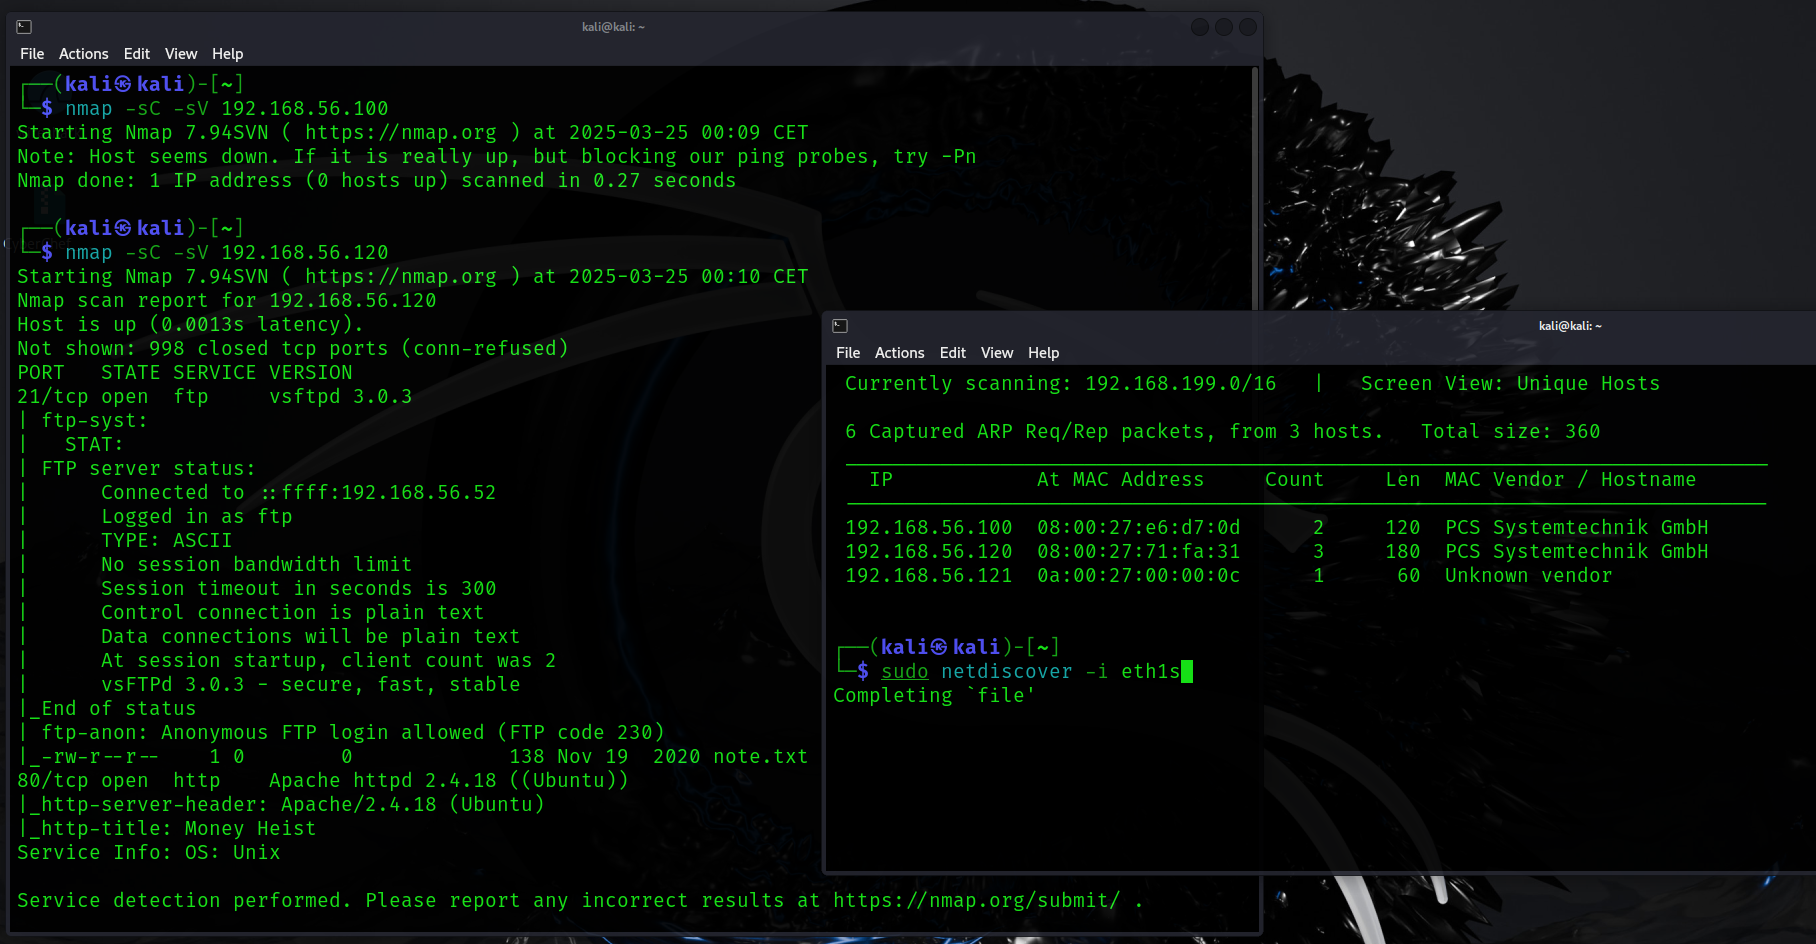 kali@kali: ~
File Actions Edit View Help
┌──(kali㉿kali)-[~]
└─$ nmap -sC -sV 192.168.56.100
Starting Nmap 7.94SVN ( https://nmap.org ) at 2025-03-25 00:09 CET
Note: Host seems down. If it is really up, but blocking our ping probes, try -Pn
Nmap done: 1 IP address (0 hosts up) scanned in 0.27 seconds
┌──(kali㉿kali)-[~]
└─$ nmap -sC -sV 192.168.56.120
Starting Nmap 7.94SVN ( https://nmap.org ) at 2025-03-25 00:10 CET
Nmap scan report for 192.168.56.120
Host is up (0.0013s latency).
Not shown: 998 closed tcp ports (conn-refused)
PORT   STATE SERVICE VERSION
21/tcp open  ftp     vsftpd 3.0.3
| ftp-syst:
|   STAT:
| FTP server status:
|      Connected to ::ffff:192.168.56.52
|      Logged in as ftp
|      TYPE: ASCII
|      No session bandwidth limit
|      Session timeout in seconds is 300
|      Control connection is plain text
|      Data connections will be plain text
|      At session startup, client count was 2
|      vsFTPd 3.0.3 - secure, fast, stable
|_End of status
| ftp-anon: Anonymous FTP login allowed (FTP code 230)
|_-rw-r--r--    1 0        0             138 Nov 19  2020 note.txt
80/tcp open  http    Apache httpd 2.4.18 ((Ubuntu))
|_http-server-header: Apache/2.4.18 (Ubuntu)
|_http-title: Money Heist
Service Info: OS: Unix
Service detection performed. Please report any incorrect results at https://nmap.org/submit/ .
kali@kali: ~
File Actions Edit View Help
Currently scanning: 192.168.199.0/16   |   Screen View: Unique Hosts
6 Captured ARP Req/Rep packets, from 3 hosts.   Total size: 360
IP            At MAC Address     Count     Len  MAC Vendor / Hostname
192.168.56.100  08:00:27:e6:d7:0d      2     120  PCS Systemtechnik GmbH
192.168.56.120  08:00:27:71:fa:31      3     180  PCS Systemtechnik GmbH
192.168.56.121  0a:00:27:00:00:0c      1      60  Unknown vendor
┌──(kali㉿kali)-[~]
└─$ sudo netdiscover -i eth1s
Completing `file'